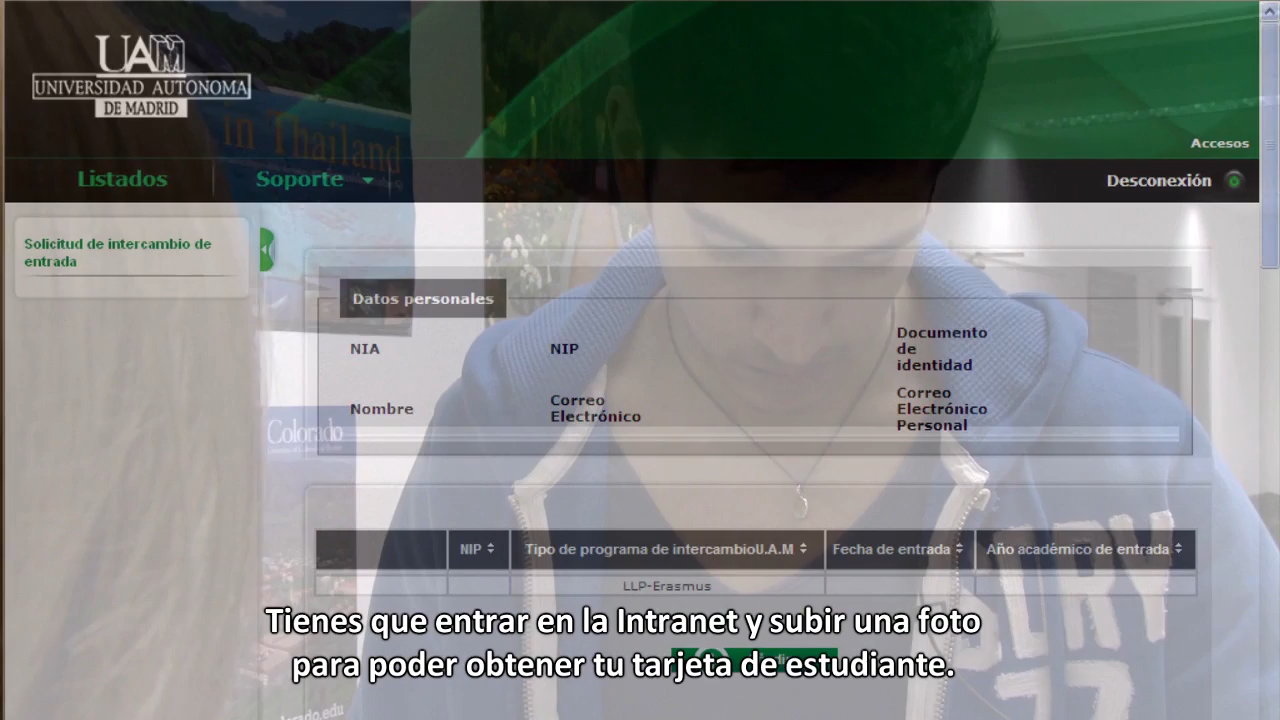 UAM
UNIVERSIDAD AUTONOMA
DE MADRID
in Thailand
Accesos
Listados
Soporte
Desconexión
Solicitud de intercambio de
entrada
Datos personales
NIA
NIP
Documento
de
identidad
Nombre
Correo
Electrónico
Correo
Electrónico
Personal
Colorado
NIP
Tipo de programa de intercambioU.A.M
Fecha de entrada
Año académico de entrada
LLP-Erasmus
Tienes que entrar en la Intranet y subir una foto
para poder obtener tu tarjeta de estudiante.
77